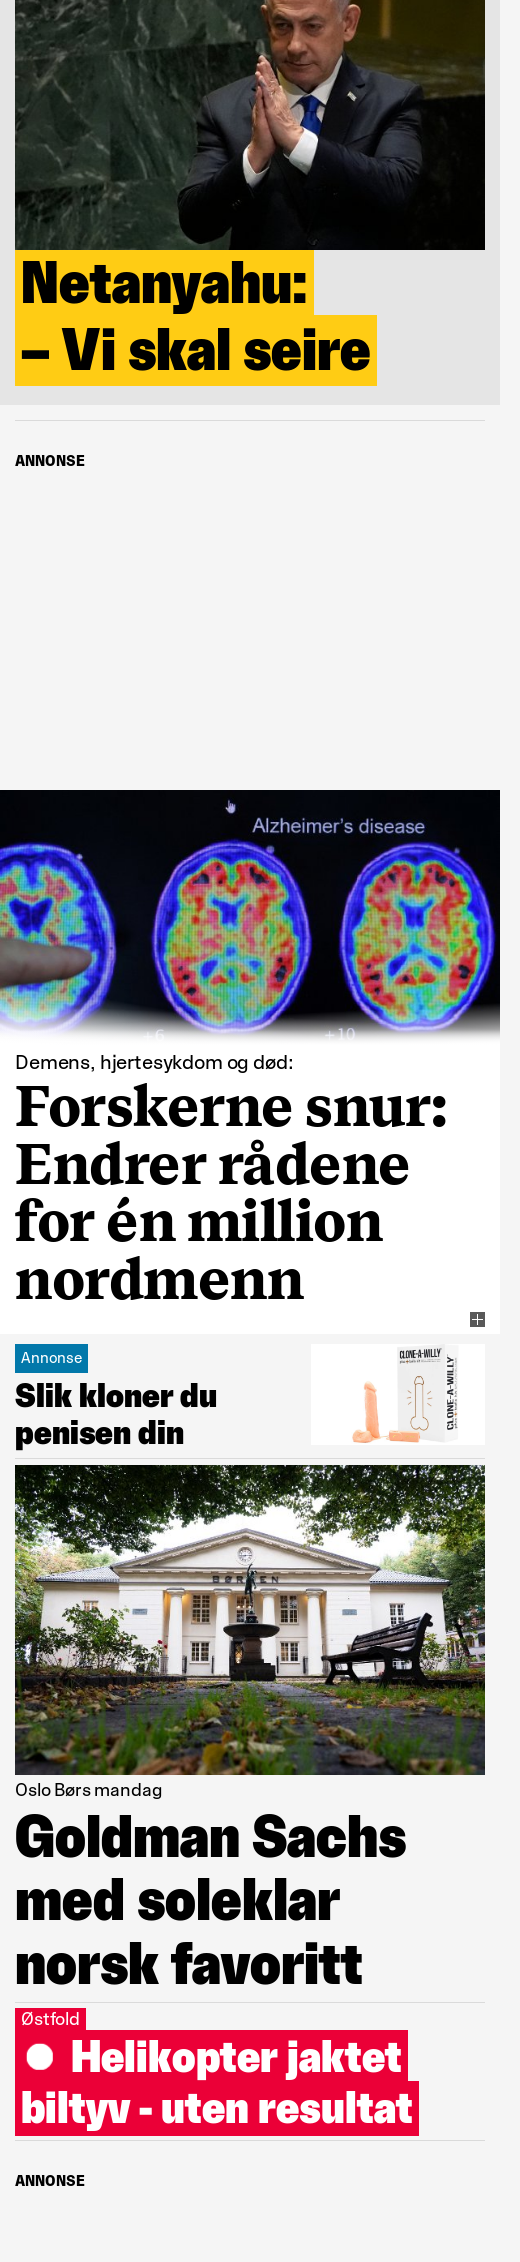 Netanyahu:
– Vi skal seire
ANNONSE
Alzheimer's disease
+6
+10
Demens, hjertesykdom og død:
Forskerne snur:
Endrer rådene
for én million
nordmenn
Annonse
Slik kloner du
penisen din
CLONE-A-WILLY
CLONE-A-WILLY
BØRSEN
Oslo Børs mandag
Goldman Sachs
med soleklar
norsk favoritt
Østfold
Helikopter jaktet
biltyv - uten resultat
ANNONSE